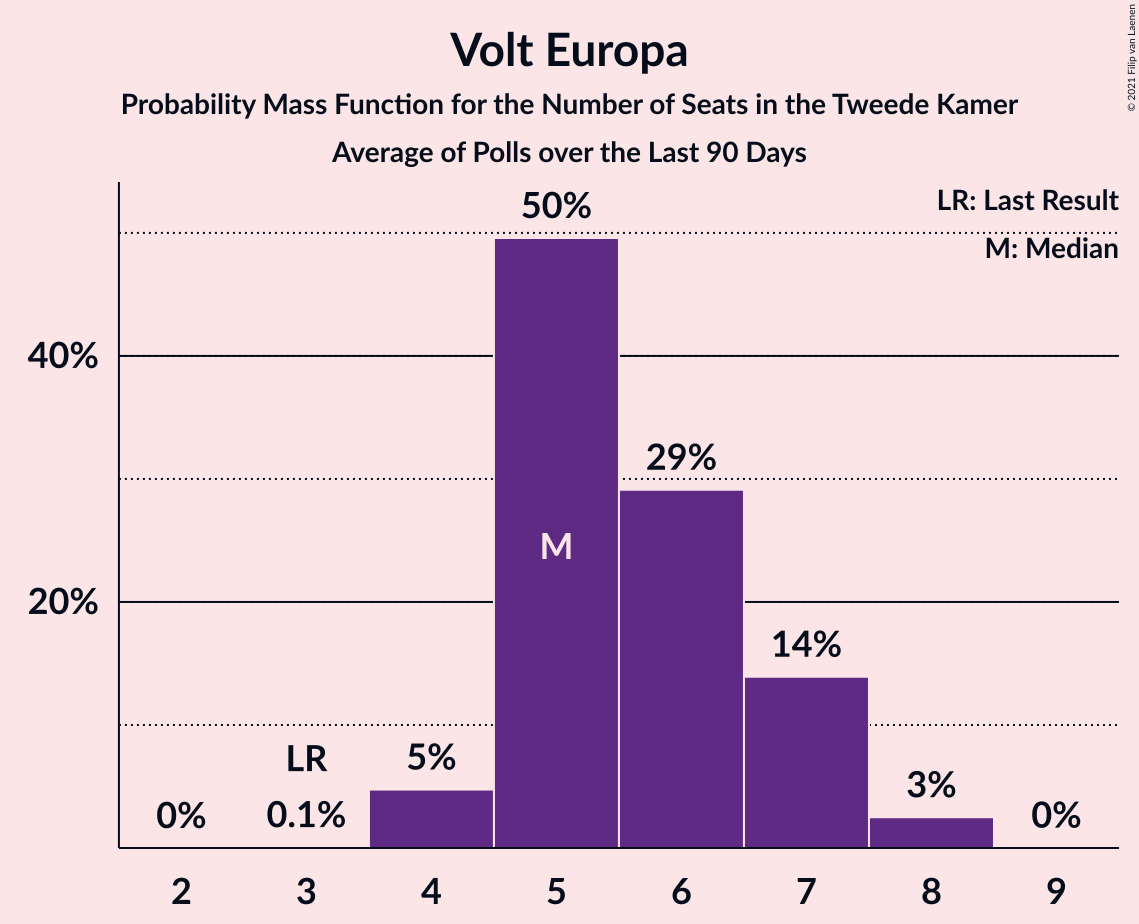 Volt Europa
Probability Mass Function for the Number of Seats in the Tweede Kamer
Average of Polls over the Last 90 Days
© 2021 Filip van Laenen
LR: Last Result
M: Median
50%
40%
29%
M
20%
14%
LR
5%
3%
0%
0.1%
0%
2 3 4 5 6 7 8 9